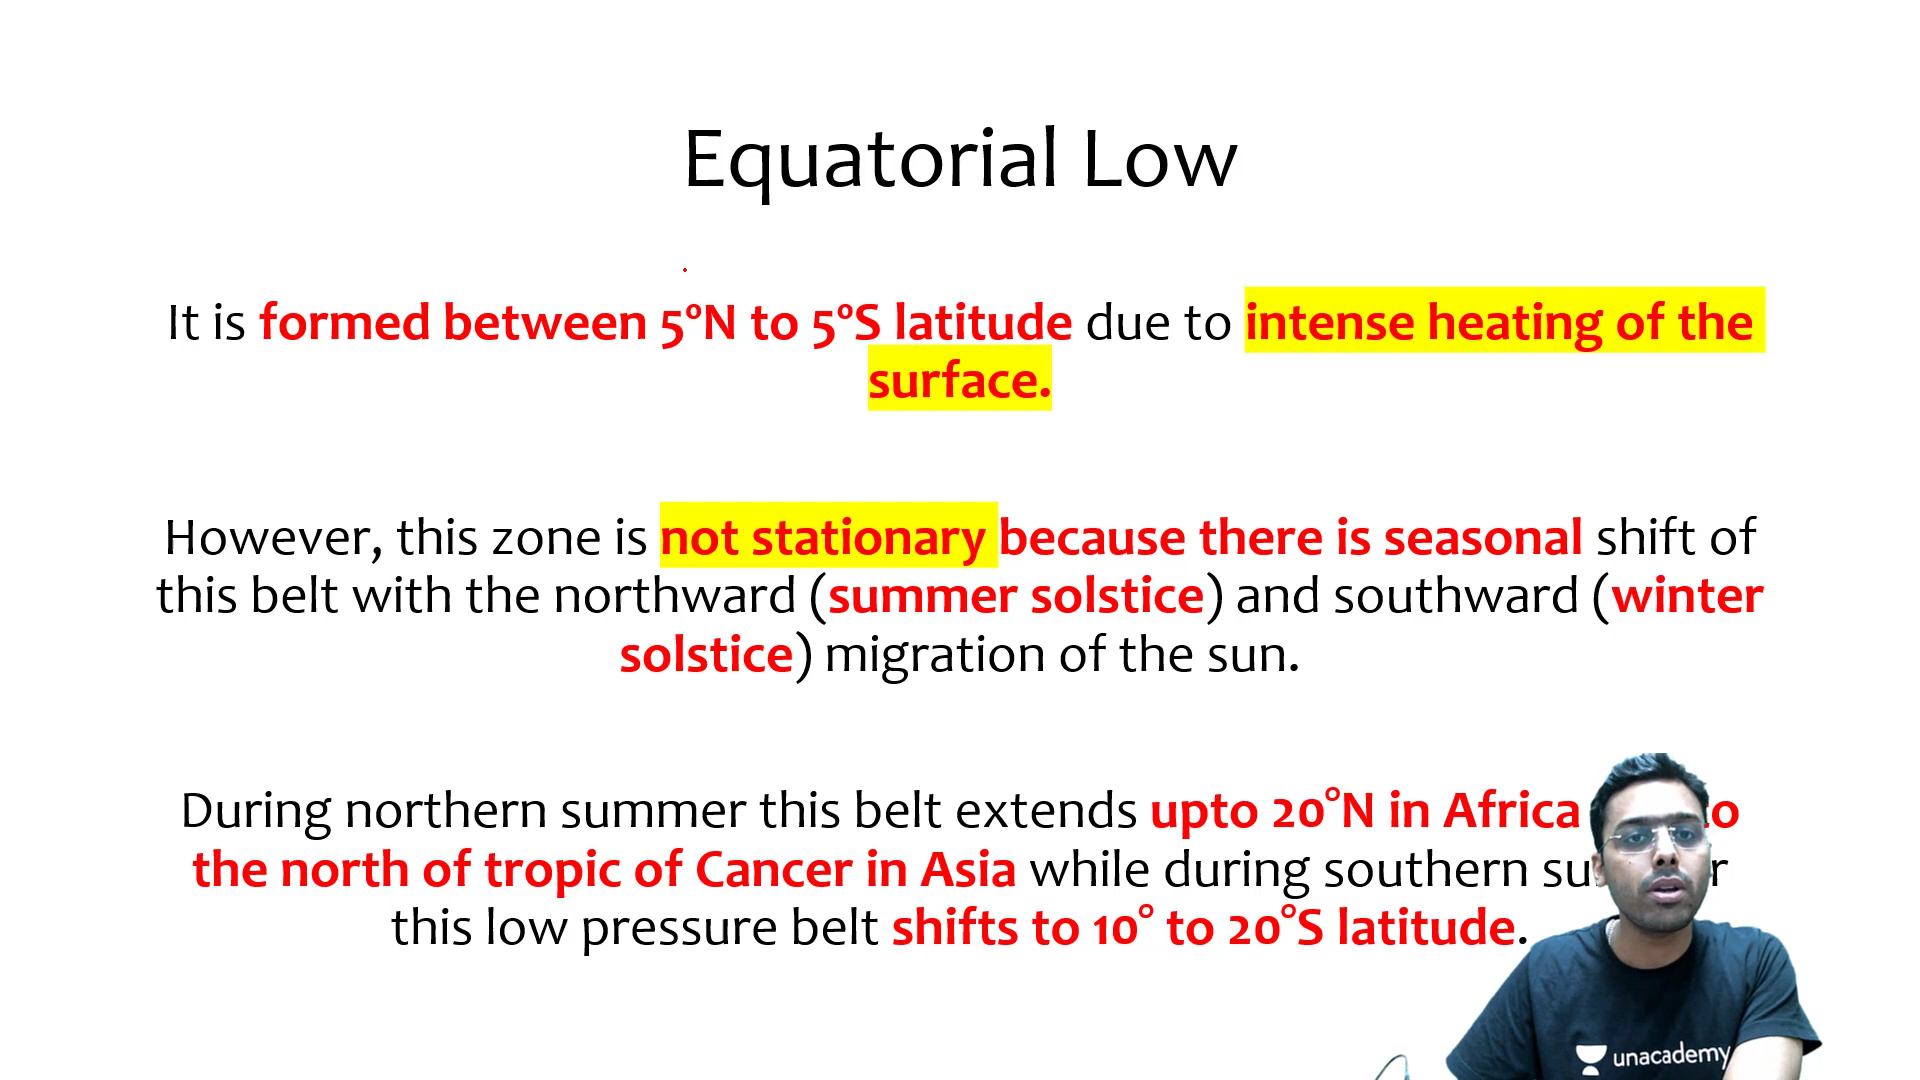 Equatorial Low
It is formed between 5°N to 5°S latitude due to intense heating of the
surface.
However, this zone is not stationary because there is seasonal shift of
this belt with the northward (summer solstice) and southward (winter
solstice) migration of the sun.
During northern summer this belt extends upto 20°N in Africa
the north of tropic of Cancer in Asia while during southern
this low pressure belt shifts to 10° to 20°S latitude.
unacademy